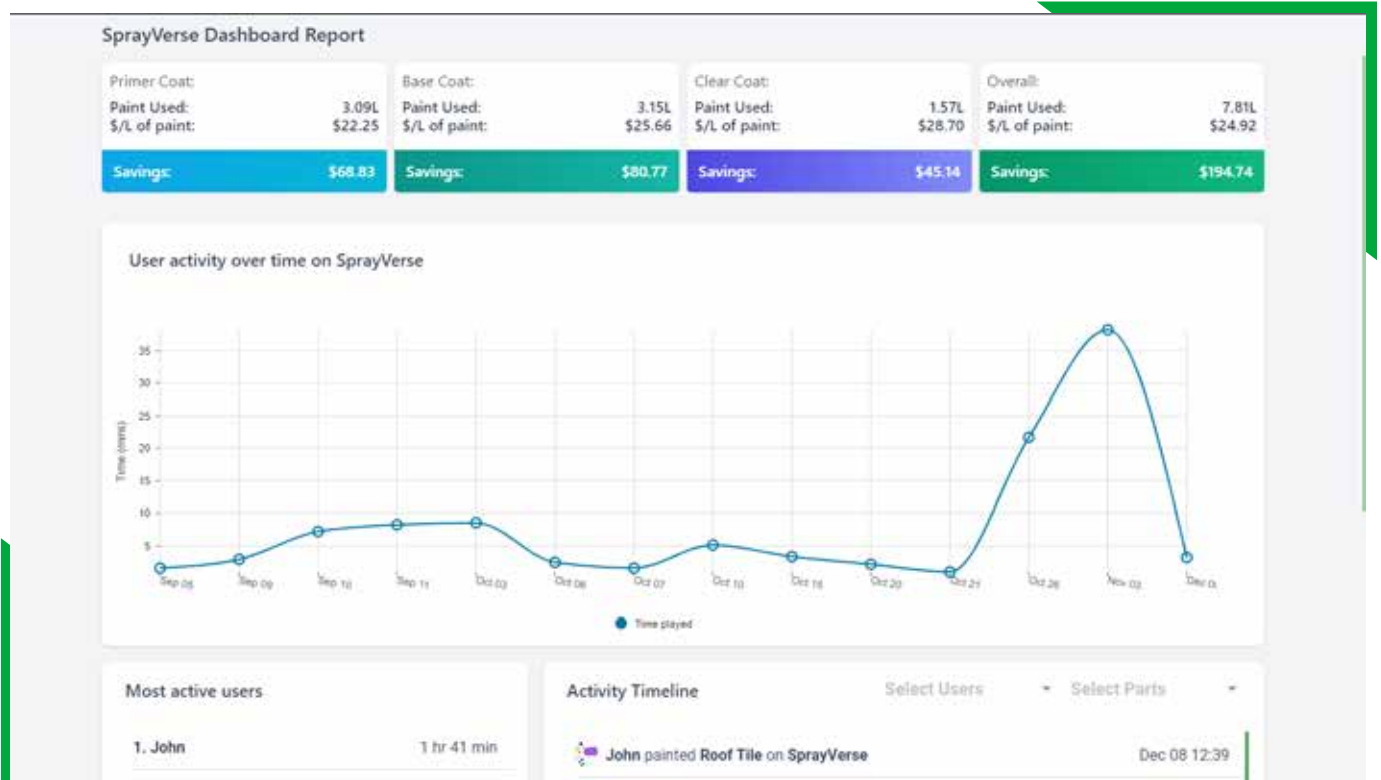 SprayVerse Dashboard Report
Primer Coat:
Paint Used: 3.09L
$/L of paint: $22.25
Savings: $68.83
Base Coat:
Paint Used: 3.15L
$/L of paint: $25.66
Savings: $80.77
Clear Coat:
Paint Used: 1.57L
$/L of paint: $28.70
Savings: $45.14
Overall:
Paint Used: 7.81L
$/L of paint: $24.92
Savings: $194.74
User activity over time on SprayVerse
Time (mins)
35
30
25
20
15
10
5
Sep 09 Sep 10 Sep 11 Oct 03 Oct 07 Oct 10 Oct 20 Oct 21 Nov 02
Time played
Most active users
1. John 1 hr 41 min
Activity Timeline Select Users Select Parts
John painted Roof Tile on SprayVerse Dec 08 12:39